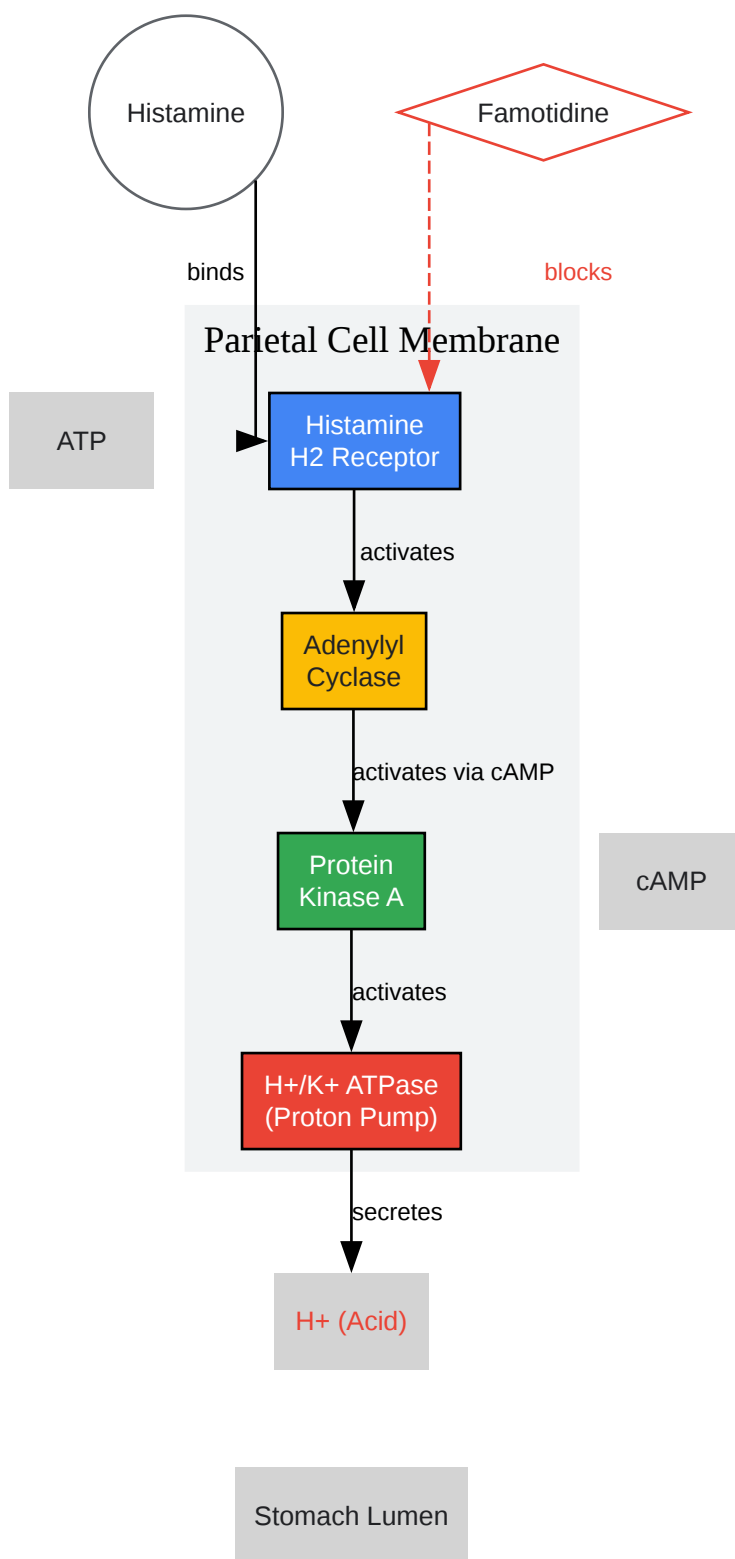 Histamine
Famotidine
binds
blocks
Parietal Cell Membrane
ATP
Histamine
H2 Receptor
activates
Adenylyl
Cyclase
activates via cAMP
Protein
Kinase A
cAMP
activates
H+/K+ ATPase
(Proton Pump)
secretes
H+ (Acid)
Stomach Lumen